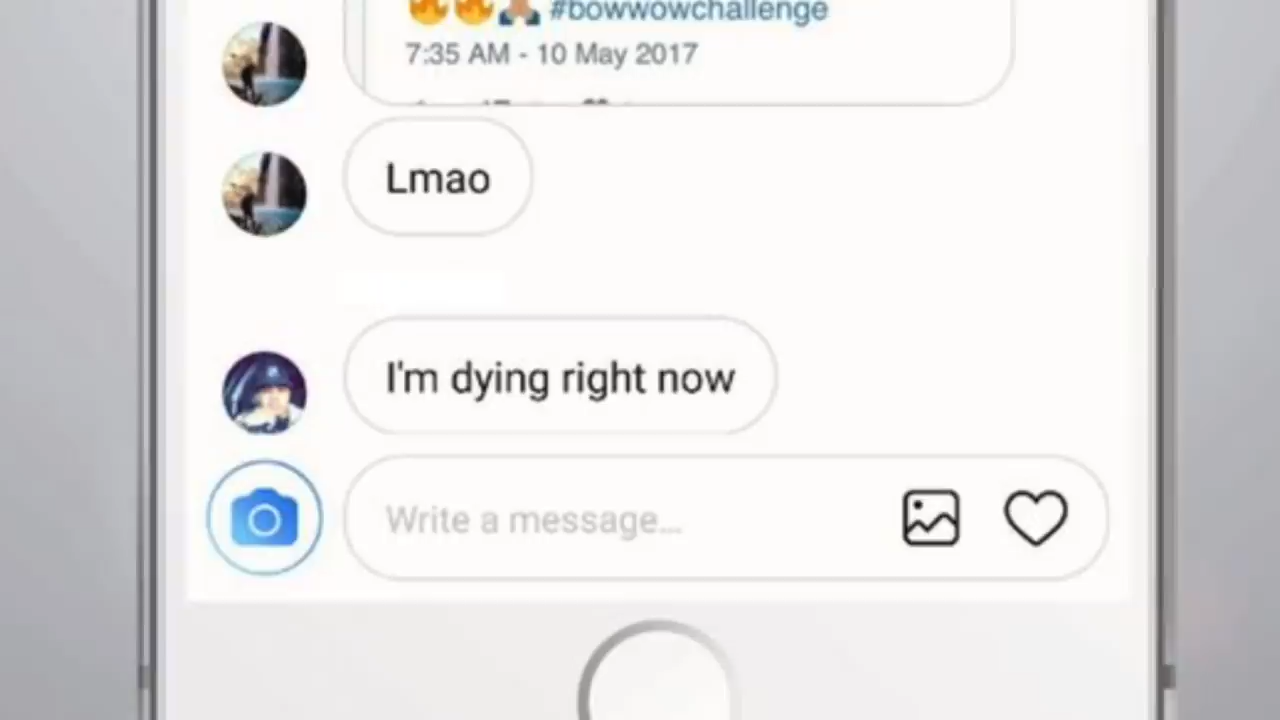 🔥🔥🙏🏼 #bowwowchallenge
7:35 AM - 10 May 2017
Lmao
I'm dying right now
Write a message...